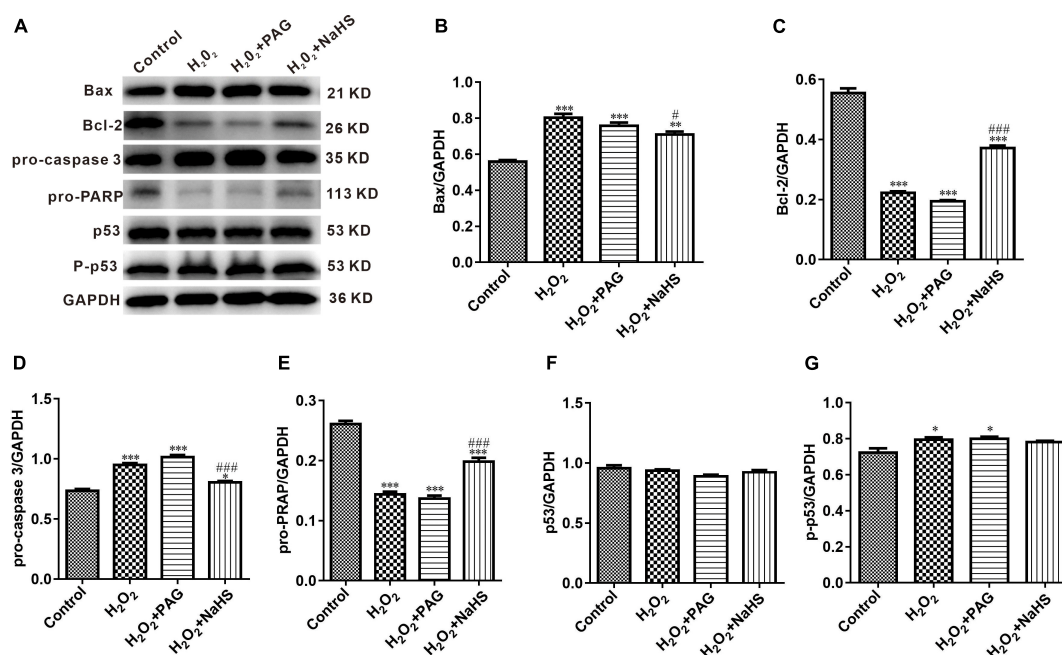 A
Control
H₂0₂
H₂0₂+PAG
H₂0₂+NaHS
Bax 21 KD
Bcl-2 26 KD
pro-caspase 3 35 KD
pro-PARP 113 KD
p53 53 KD
P-p53 53 KD
GAPDH 36 KD
B
Bax/GAPDH
1.0
0.8
0.6
0.4
0.2
0.0
***
***
#
**
Control
H₂O₂
H₂O₂+PAG
H₂O₂+NaHS
C
Bcl-2/GAPDH
0.6
0.4
0.2
0.0
***
***
###
***
Control
H₂O₂
H₂O₂+PAG
H₂O₂+NaHS
D
pro-caspase 3/GAPDH
1.5
1.0
0.5
0.0
***
***
###
*
Control
H₂O₂
H₂O₂+PAG
H₂O₂+NaHS
E
pro-PRAP/GAPDH
0.3
0.2
0.1
0.0
***
***
###
***
Control
H₂O₂
H₂O₂+PAG
H₂O₂+NaHS
F
p53/GAPDH
1.5
1.0
0.5
0.0
Control
H₂O₂
H₂O₂+PAG
H₂O₂+NaHS
G
p-p53/GAPDH
1.0
0.8
0.6
0.4
0.2
0.0
*
*
Control
H₂O₂
H₂O₂+PAG
H₂O₂+NaHS